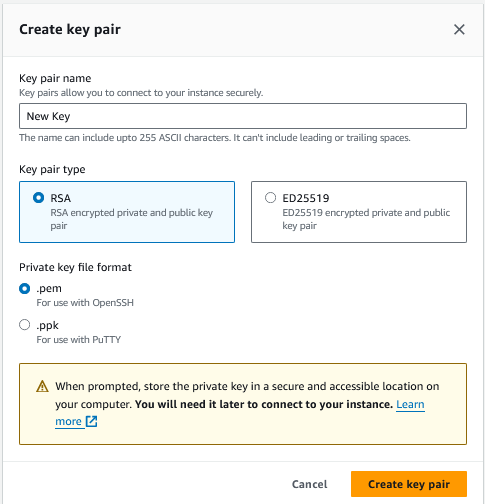 Create key pair
Key pair name
Key pairs allow you to connect to your instance securely.
New Key
The name can include upto 255 ASCII characters. It can't include leading or trailing spaces.
Key pair type
RSA
RSA encrypted private and public key
pair
ED25519
ED25519 encrypted private and public
key pair
Private key file format
.pem
For use with OpenSSH
.ppk
For use with PuTTY
When prompted, store the private key in a secure and accessible location on
your computer. You will need it later to connect to your instance. Learn
more
Cancel
Create key pair